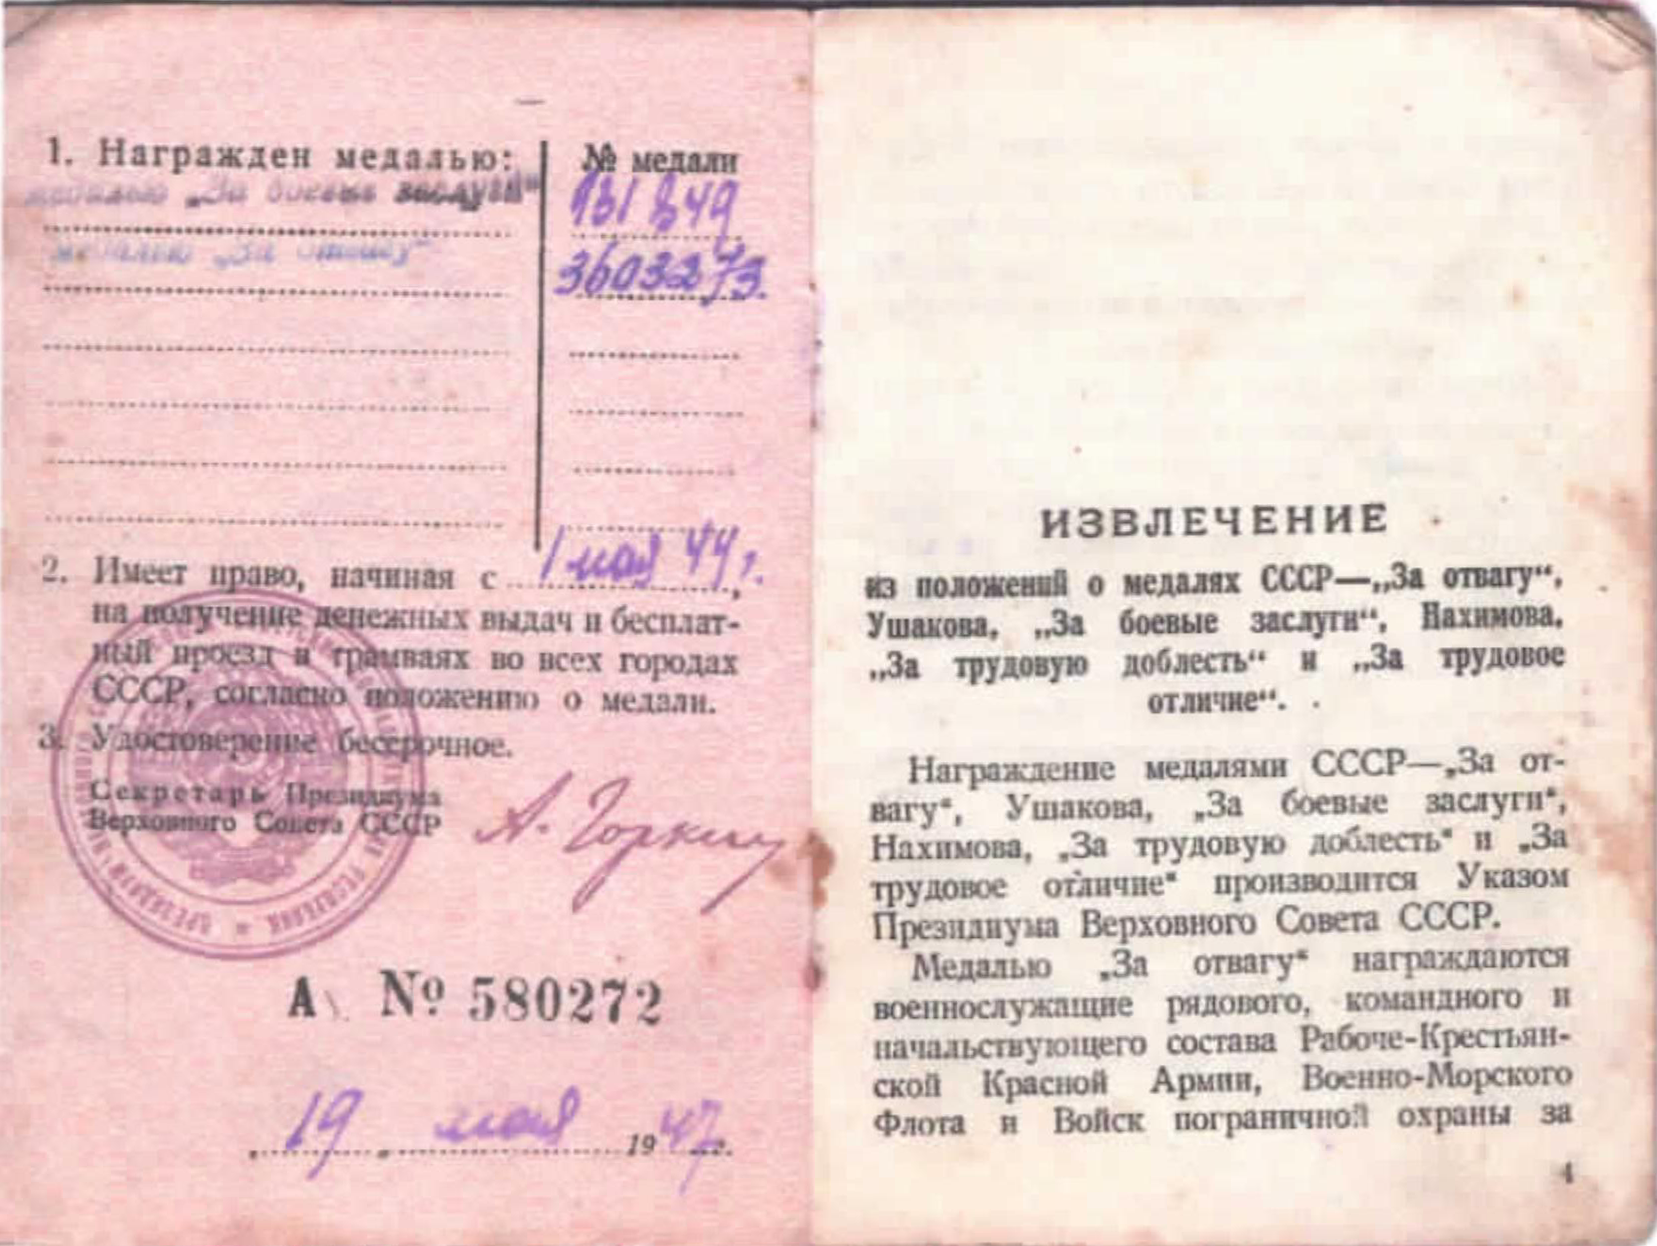 1. Награжден медалью:
№ медали
медалью „За боевые заслуги“
931849
медалью „За отвагу“
3603273.
2. Имеет право, начиная с 1 мая 44 г.,
на получение денежных выдач и бесплат-
ный проезд в трамваях во всех городах
СССР, согласно положению о медали.
3. Удостоверение бессрочное.
Секретарь Президиума
Верховного Совета СССР
А. Горкин
А № 580272
„19„ мая 1947 г.
ИЗВЛЕЧЕНИЕ
из положений о медалях СССР—„За отвагу“,
Ушакова, „За боевые заслуги“, Нахимова,
„За трудовую доблесть“ и „За трудовое
отличие“.
Награждение медалями СССР—„За от-
вагу“, Ушакова, „За боевые заслуги“,
Нахимова, „За трудовую доблесть“ и „За
трудовое отличие“ производится Указом
Президиума Верховного Совета СССР.
Медалью „За отвагу“ награждаются
военнослужащие рядового, командного и
начальствующего состава Рабоче-Крестьян-
ской Красной Армии, Военно-Морского
Флота и Войск пограничной охраны за
4